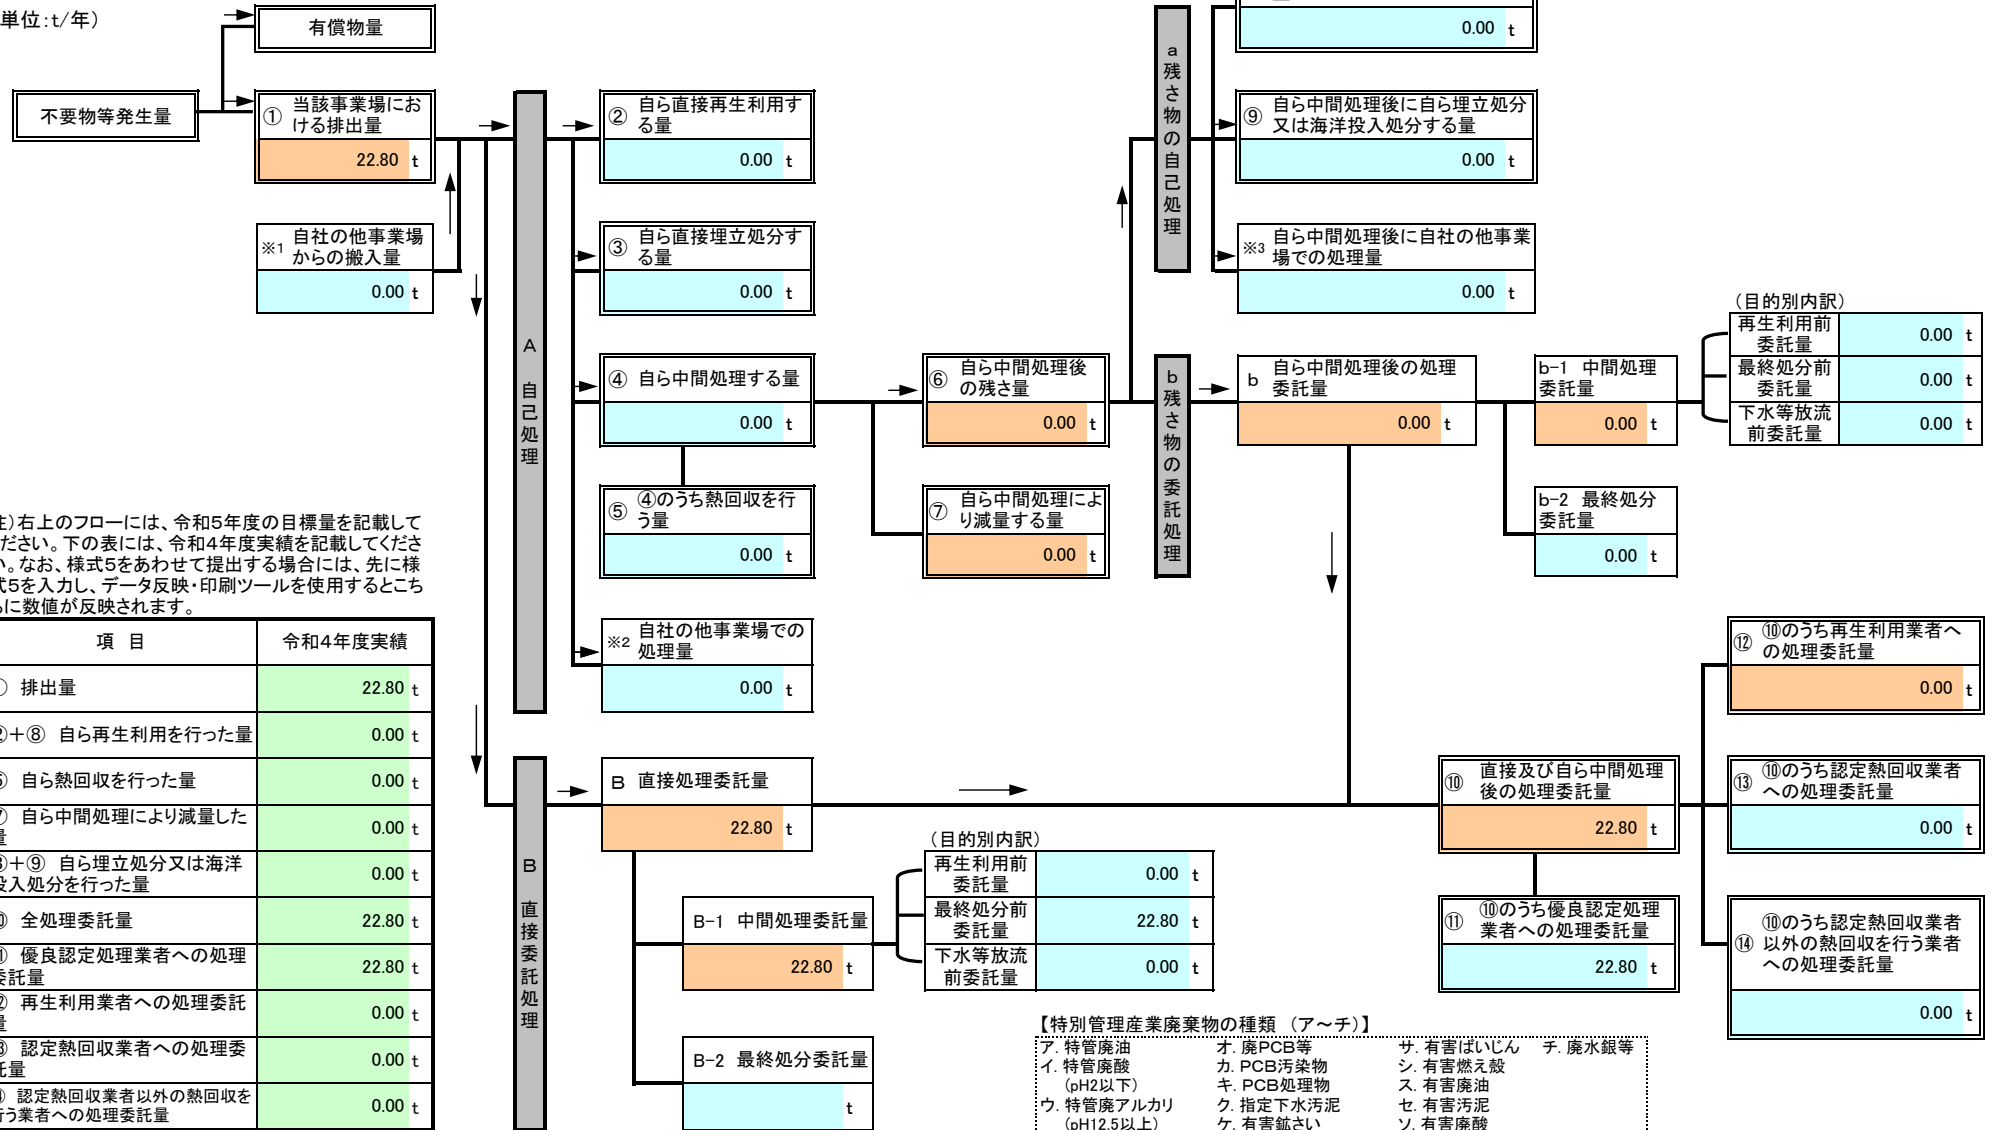 単位:t/年)
有償物量
不要物等発生量
① 当該事業場にお
ける排出量
22.80 t
※1 自社の他事業場
からの搬入量
0.00 t
A 自己処理
② 自ら直接再生利用す
る量
0.00 t
③ 自ら直接埋立処分す
る量
0.00 t
④ 自ら中間処理する量
0.00 t
⑤ ④のうち熱回収を行
う量
0.00 t
※2 自社の他事業場での
処理量
0.00 t
⑥ 自ら中間処理後
の残さ量
0.00 t
⑦ 自ら中間処理によ
り減量する量
0.00 t
a 残さ物の自己処理
0.00 t
⑨ 自ら中間処理後に自ら埋立処分
又は海洋投入処分する量
0.00 t
※3 自ら中間処理後に自社の他事業
場での処理量
0.00 t
b 残さ物の委託処理
b 自ら中間処理後の処理
委託量
0.00 t
b-1 中間処理
委託量
0.00 t
(目的別内訳)
再生利用前
委託量
0.00 t
最終処分前
委託量
0.00 t
下水等放流
前委託量
0.00 t
b-2 最終処分
委託量
0.00 t
注)右上のフローには、令和5年度の目標量を記載して
ください。下の表には、令和4年度実績を記載してくださ
い。なお、様式5をあわせて提出する場合には、先に様
式5を入力し、データ反映・印刷ツールを使用するとこち
らに数値が反映されます。
項 目 令和4年度実績
① 排出量 22.80 t
②+⑧ 自ら再生利用を行った量 0.00 t
⑤ 自ら熱回収を行った量 0.00 t
⑦ 自ら中間処理により減量した
量 0.00 t
③+⑨ 自ら埋立処分又は海洋
投入処分を行った量 0.00 t
⑩ 全処理委託量 22.80 t
⑪ 優良認定処理業者への処理
委託量 22.80 t
⑫ 再生利用業者への処理委託
量 0.00 t
⑬ 認定熱回収業者への処理委
託量 0.00 t
⑭ 認定熱回収業者以外の熱回収を
行う業者への処理委託量 0.00 t
B 直接委託処理
B 直接処理委託量
22.80 t
B-1 中間処理委託量
22.80 t
(目的別内訳)
再生利用前
委託量
0.00 t
最終処分前
委託量
22.80 t
下水等放流
前委託量
0.00 t
B-2 最終処分委託量
t
⑩ 直接及び自ら中間処理
後の処理委託量
22.80 t
⑪ ⑩のうち優良認定処理
業者への処理委託量
22.80 t
⑫ ⑩のうち再生利用業者へ
の処理委託量
0.00 t
⑬ ⑩のうち認定熱回収業者
への処理委託量
0.00 t
⑭ ⑩のうち認定熱回収業者
以外の熱回収を行う業者
への処理委託量
0.00 t
【特別管理産業廃棄物の種類 (ア~チ)】
ア. 特管廃油 オ. 廃PCB等 サ. 有害ばいじん チ. 廃水銀等
イ. 特管廃酸 カ. PCB汚染物 シ. 有害燃え殻
(pH2以下) キ. PCB処理物 ス. 有害廃油
ウ. 特管廃アルカリ ク. 指定下水汚泥 セ. 有害汚泥
(pH12.5以上) ケ. 有害鉱さい ソ. 有害廃酸